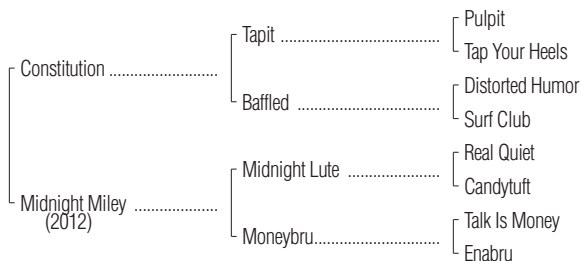 Pulpit
Tapit ........................................
Tap Your Heels
Constitution ...........................
Distorted Humor
Baffled ....................................
Surf Club
Real Quiet
Midnight Lute .......................
Candytuft
Midnight Miley .....................
(2012)
Talk Is Money
Moneybru................................
Enabru